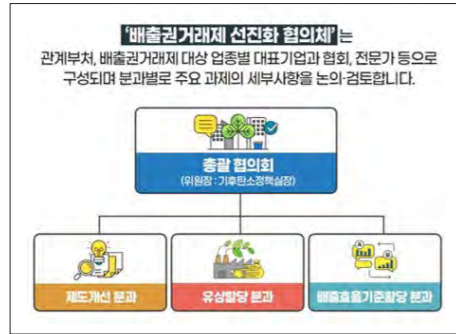 '배출권거래제 선진화 협의체'는
관계부처, 배출권거래제 대상 업종별 대표기업과 협회, 전문가 등으로
구성되며 분과별로 주요 과제의 세부사항을 논의·검토합니다.
총괄 협의회
(위원장 : 기후탄소정책실장)
제도개선 분과
유상할당 분과
배출효율기준할당 분과